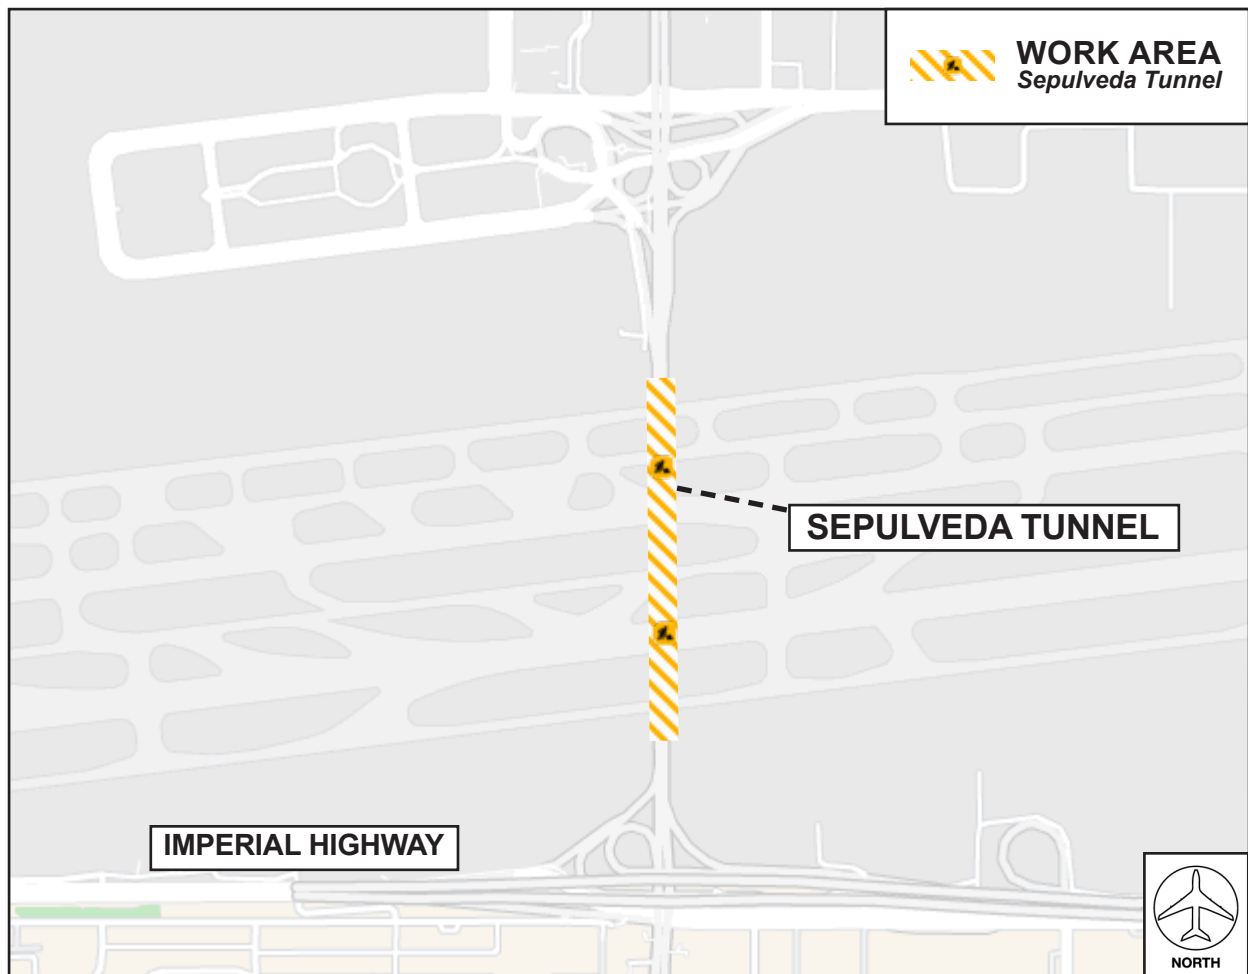 WORK AREA
Sepulveda Tunnel
SEPULVEDA TUNNEL
IMPERIAL HIGHWAY
NORTH